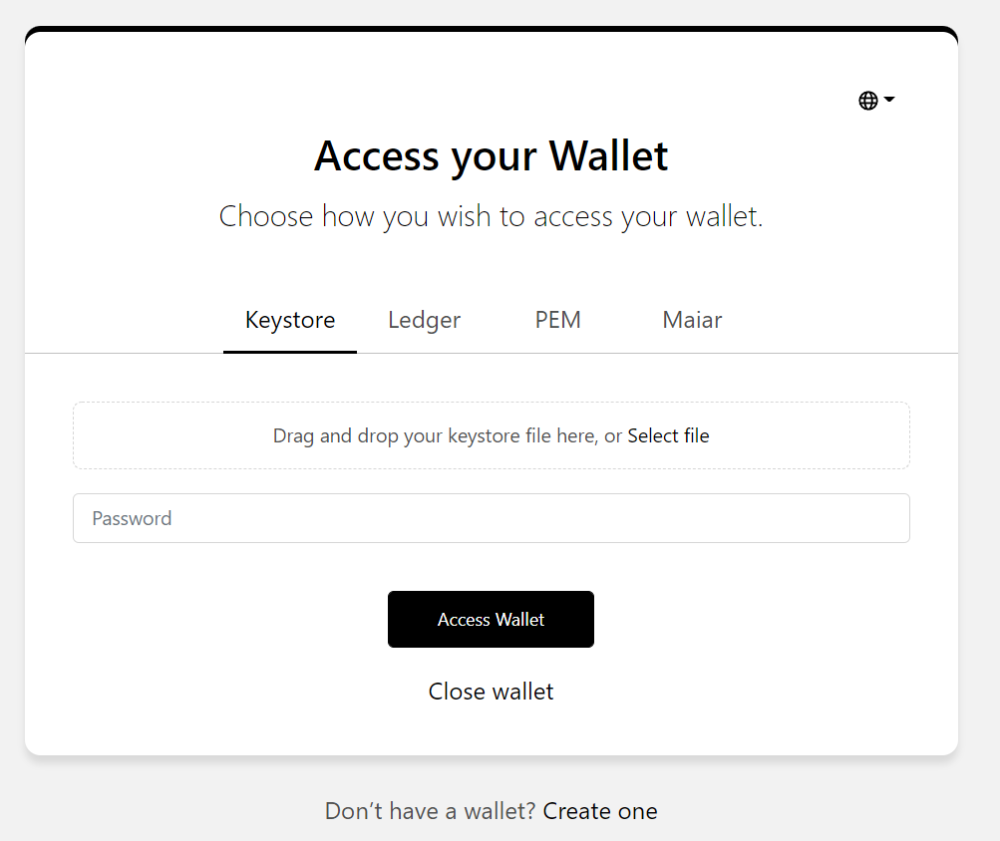 Access your Wallet
Choose how you wish to access your wallet.
Keystore Ledger PEM Maiar
Drag and drop your keystore file here, or Select file
Password
Access Wallet
Close wallet
Don’t have a wallet? Create one